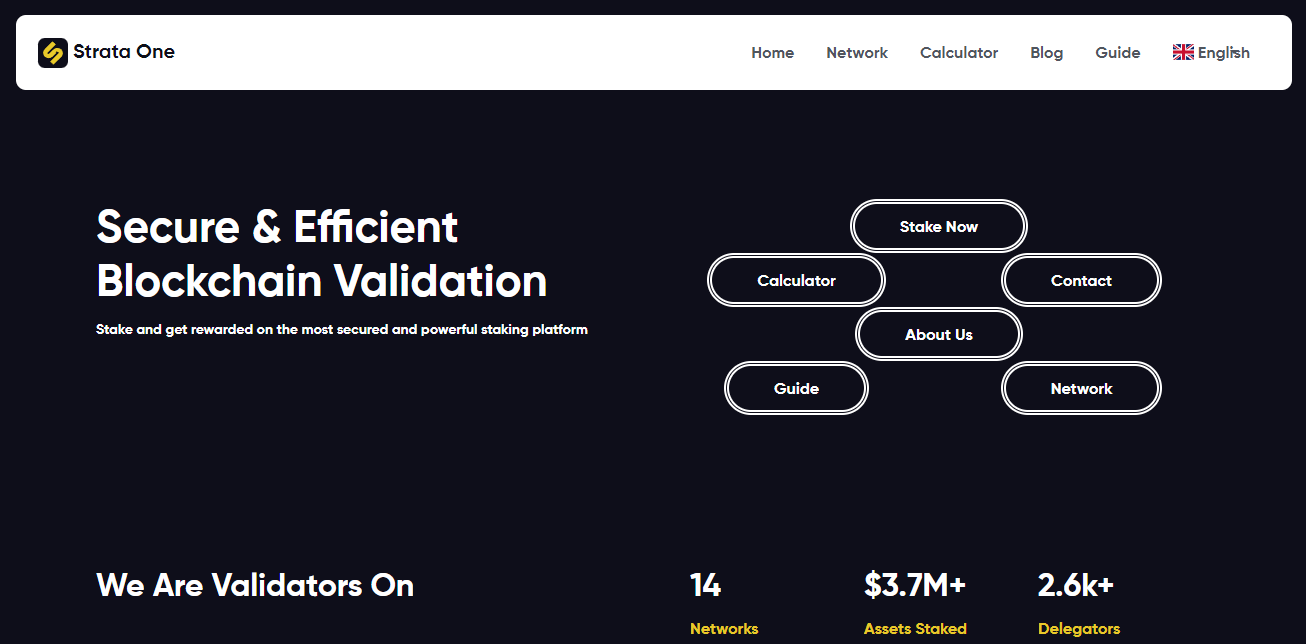 Strata One
Home Network Calculator Blog Guide English
Secure & Efficient
Blockchain Validation
Stake and get rewarded on the most secured and powerful staking platform
Stake Now
Calculator Contact
About Us
Guide Network
We Are Validators On
14 $3.7M+ 2.6k+
Networks Assets Staked Delegators